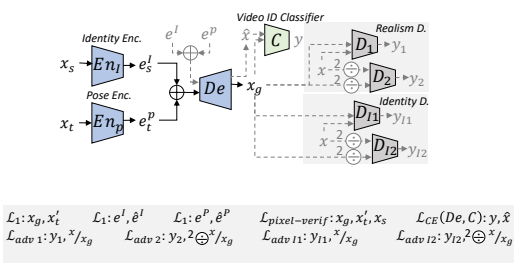 Video ID Classifier
Identity Enc. e^I e^p x̂ C y Realism D.
D_1 y_1
x_s En_I e_s^I x 2÷ D_2 y_2
2÷
Pose Enc. De x_g Identity D.
x_t En_p e_t^p D_I1 y_I1
x 2÷ D_I2 y_I2
2÷
ℒ_1: x_g, x_t′ ℒ_1: e^I, ê^I ℒ_1: e^P, ê^P ℒ_pixel-verif: x_g, x_t′, x_s ℒ_CE(De, C): y, x̂
ℒ_adv 1: y_1, x/x_g ℒ_adv 2: y_2, 2÷x/x_g ℒ_adv I1: y_I1, x/x_g ℒ_adv I2: y_I2, 2÷x/x_g